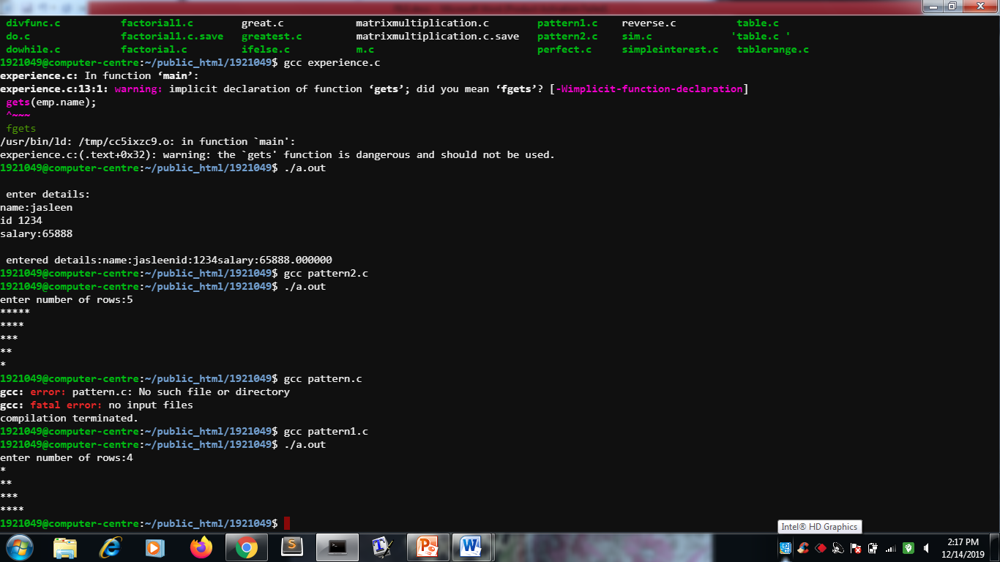 divfunc.c factorial1.c great.c matrixmultiplication.c pattern1.c reverse.c table.c
do.c factorial1.c.save greatest.c matrixmultiplication.c.save pattern2.c sim.c 'table.c '
dowhile.c factorial.c ifelse.c m.c perfect.c simpleinterest.c tablerange.c
1921049@computer-centre:~/public_html/1921049$ gcc experience.c
experience.c: In function ‘main’:
experience.c:13:1: warning: implicit declaration of function ‘gets’; did you mean ‘fgets’? [-Wimplicit-function-declaration]
gets(emp.name);
^~~~
fgets
/usr/bin/ld: /tmp/cc5ixzc9.o: in function `main':
experience.c:(.text+0x32): warning: the `gets' function is dangerous and should not be used.
1921049@computer-centre:~/public_html/1921049$ ./a.out
enter details:
name:jasleen
id 1234
salary:65888
entered details:name:jasleenid:1234salary:65888.000000
1921049@computer-centre:~/public_html/1921049$ gcc pattern2.c
1921049@computer-centre:~/public_html/1921049$ ./a.out
enter number of rows:5
*****
****
***
**
*
1921049@computer-centre:~/public_html/1921049$ gcc pattern.c
gcc: error: pattern.c: No such file or directory
gcc: fatal error: no input files
compilation terminated.
1921049@computer-centre:~/public_html/1921049$ gcc pattern1.c
1921049@computer-centre:~/public_html/1921049$ ./a.out
enter number of rows:4
*
**
***
****
1921049@computer-centre:~/public_html/1921049$
Intel® HD Graphics
2:17 PM
12/14/2019